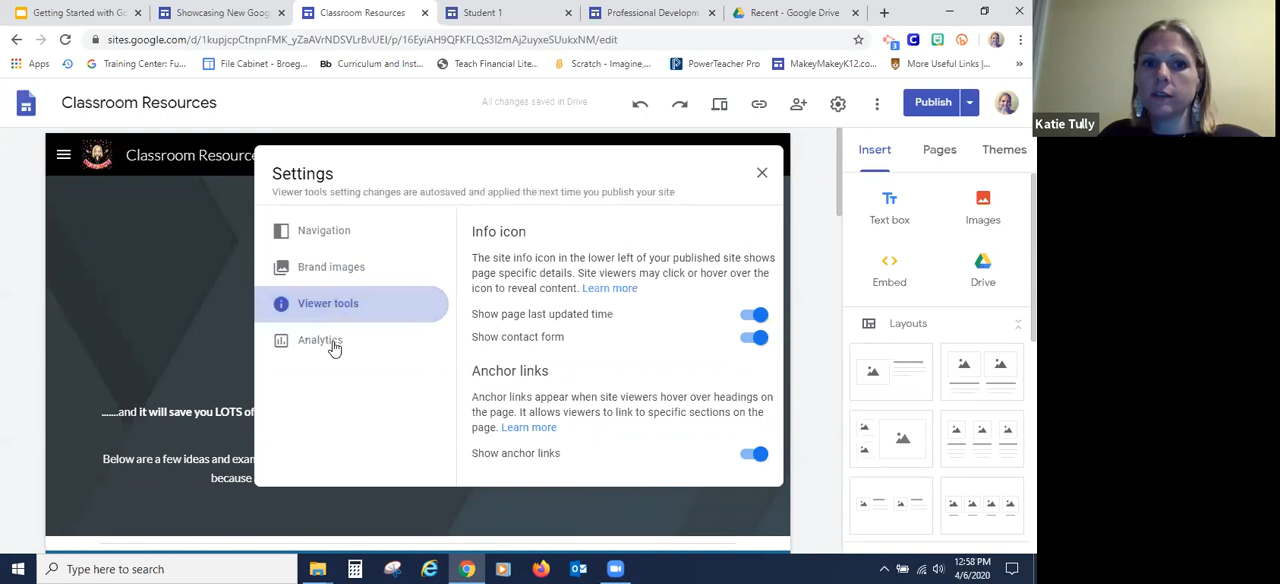 Getting Started with Go
Showcasing New Goog
Classroom Resources
Student 1
Professional Developm
Recent - Google Drive
sites.google.com/d/1kupjcpCtnpnFMK_yZaAVrNDSVLrBvUEI/p/16EyiAH9QFKFLQs3I2mAj2uyxeSUukxNM/edit
Apps
Training Center: Fu...
File Cabinet - Broeg...
Bb Curriculum and Inst...
Teach Financial Lite...
Scratch - Imagine,...
PowerTeacher Pro
MakeyMakeyK12.co...
More Useful Links |...
Classroom Resources
All changes saved in Drive
Publish
Katie Tully
Classroom Resource
Insert
Pages
Themes
Settings
Viewer tools setting changes are autosaved and applied the next time you publish your site
Navigation
Brand images
Viewer tools
Analytics
Info icon
The site info icon in the lower left of your published site shows
page specific details. Site viewers may click or hover over the
icon to reveal content. Learn more
Show page last updated time
Show contact form
Anchor links
Anchor links appear when site viewers hover over headings on
the page. It allows viewers to link to specific sections on the
page. Learn more
Show anchor links
Text box
Images
Embed
Drive
Layouts
.......and it will save you LOTS of
Below are a few ideas and exam
because
Type here to search
12:58 PM
4/6/2020